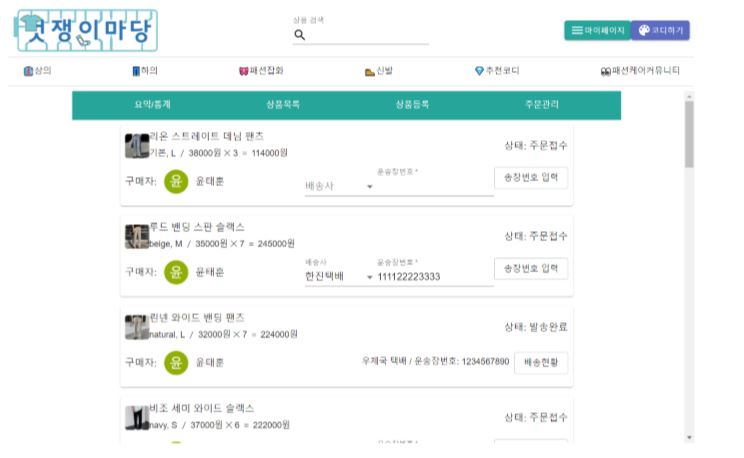 멋쟁이마당
상품 검색
마이페이지
코디하기
상의
하의
패션잡화
신발
추천코디
패션케어커뮤니티
요약/통계
상품목록
상품등록
주문관리
리온 스트레이트 데님 팬츠
기본, L / 38000원 × 3 = 114000원
상태: 주문접수
구매자: 윤 윤태훈
배송사
운송장번호 *
송장번호 입력
루드 밴딩 스판 슬랙스
beige, M / 35000원 × 7 = 245000원
상태: 주문접수
구매자: 윤 윤태훈
배송사
한진택배
운송장번호 *
111122223333
송장번호 입력
린넨 와이드 밴딩 팬츠
natural, L / 32000원 × 7 = 224000원
상태: 발송완료
구매자: 윤 윤태훈
우체국 택배 / 운송장번호: 1234567890
배송현황
비조 세미 와이드 슬랙스
navy, S / 37000원 × 6 = 222000원
상태: 주문접수